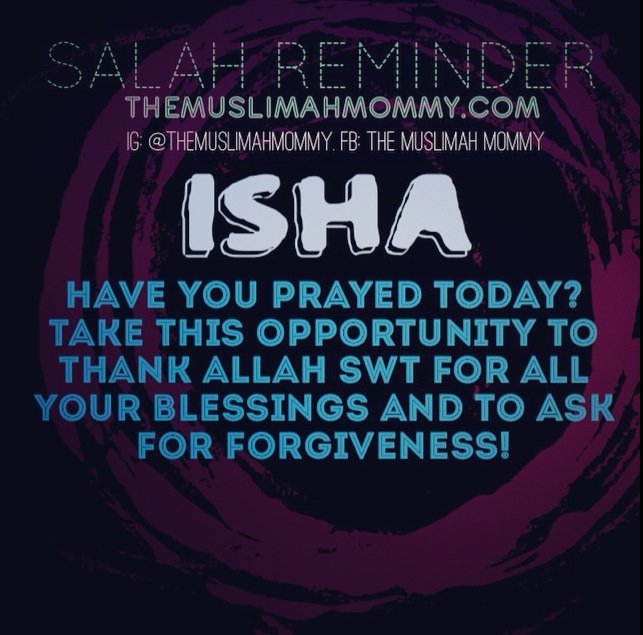 SALAH REMINDER
THEMUSLIMAHMOMMY.COM
IG: @THEMUSLIMAHMOMMY. FB: THE MUSLIMAH MOMMY
ISHA
HAVE YOU PRAYED TODAY?
TAKE THIS OPPORTUNITY TO
THANK ALLAH SWT FOR ALL
YOUR BLESSINGS AND TO ASK
FOR FORGIVENESS!